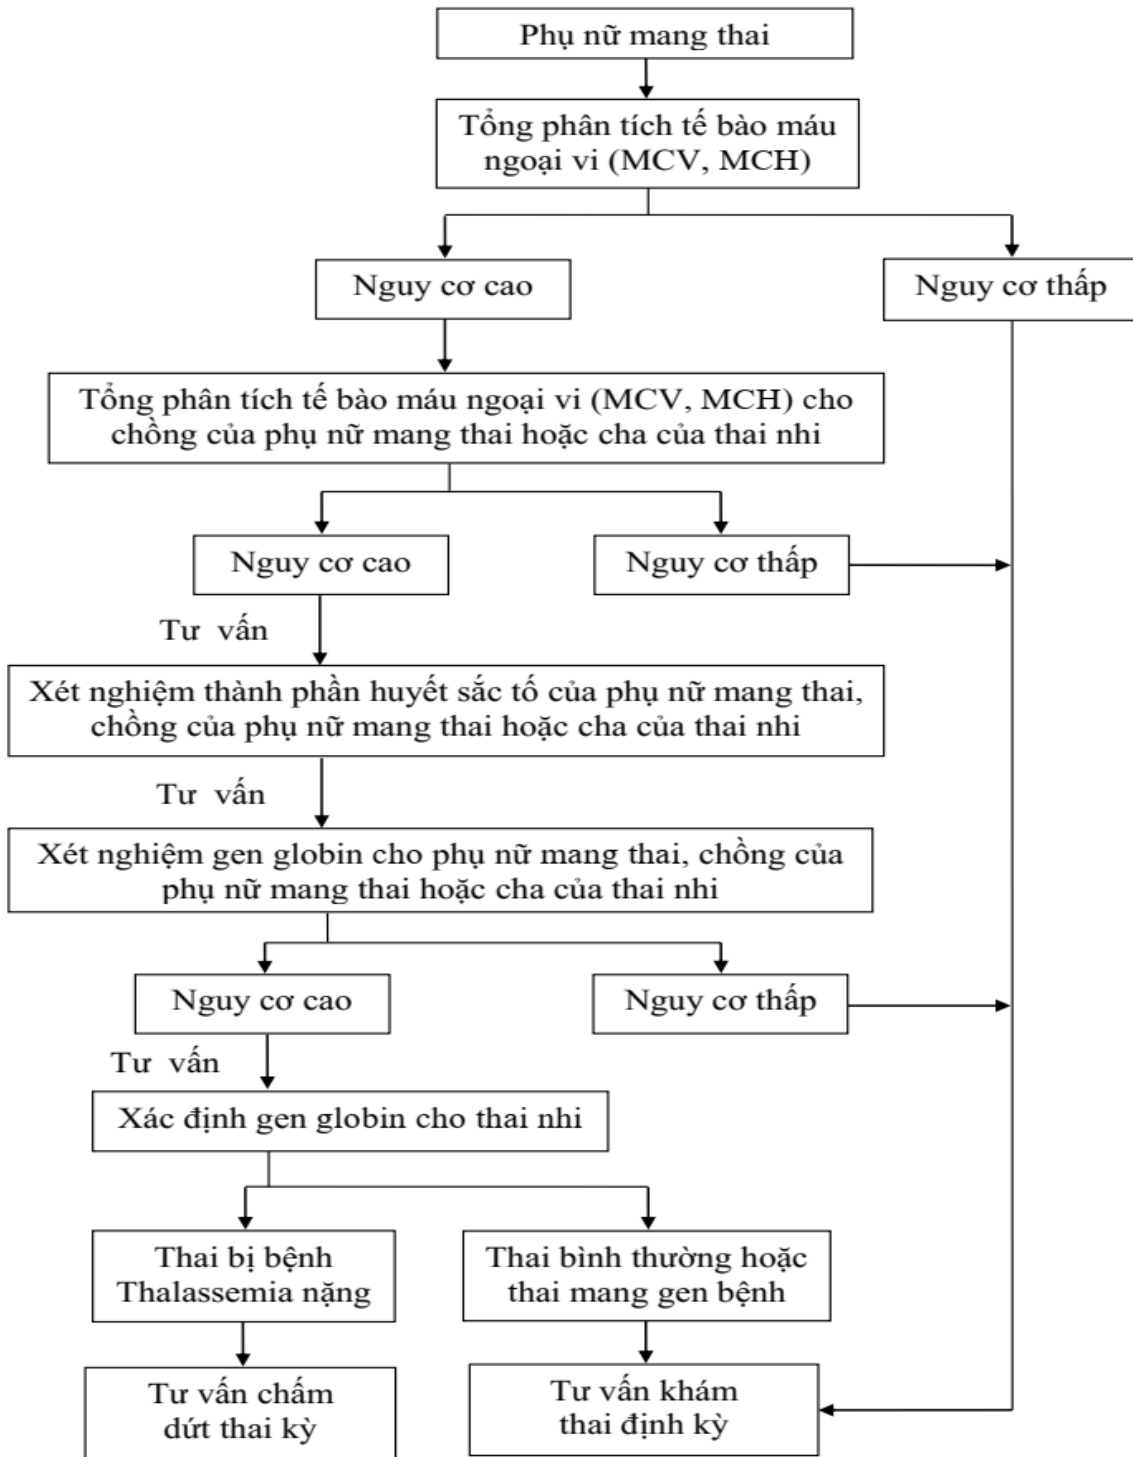 Phụ nữ mang thai
Tổng phân tích tế bào máu
ngoại vi (MCV, MCH)
Nguy cơ cao
Nguy cơ thấp
Tổng phân tích tế bào máu ngoại vi (MCV, MCH) cho
chồng của phụ nữ mang thai hoặc cha của thai nhi
Nguy cơ cao
Nguy cơ thấp
Tư vấn
Xét nghiệm thành phần huyết sắc tố của phụ nữ mang thai,
chồng của phụ nữ mang thai hoặc cha của thai nhi
Tư vấn
Xét nghiệm gen globin cho phụ nữ mang thai, chồng của
phụ nữ mang thai hoặc cha của thai nhi
Nguy cơ cao
Nguy cơ thấp
Tư vấn
Xác định gen globin cho thai nhi
Thai bị bệnh
Thalassemia nặng
Thai bình thường hoặc
thai mang gen bệnh
Tư vấn chấm
dứt thai kỳ
Tư vấn khám
thai định kỳ